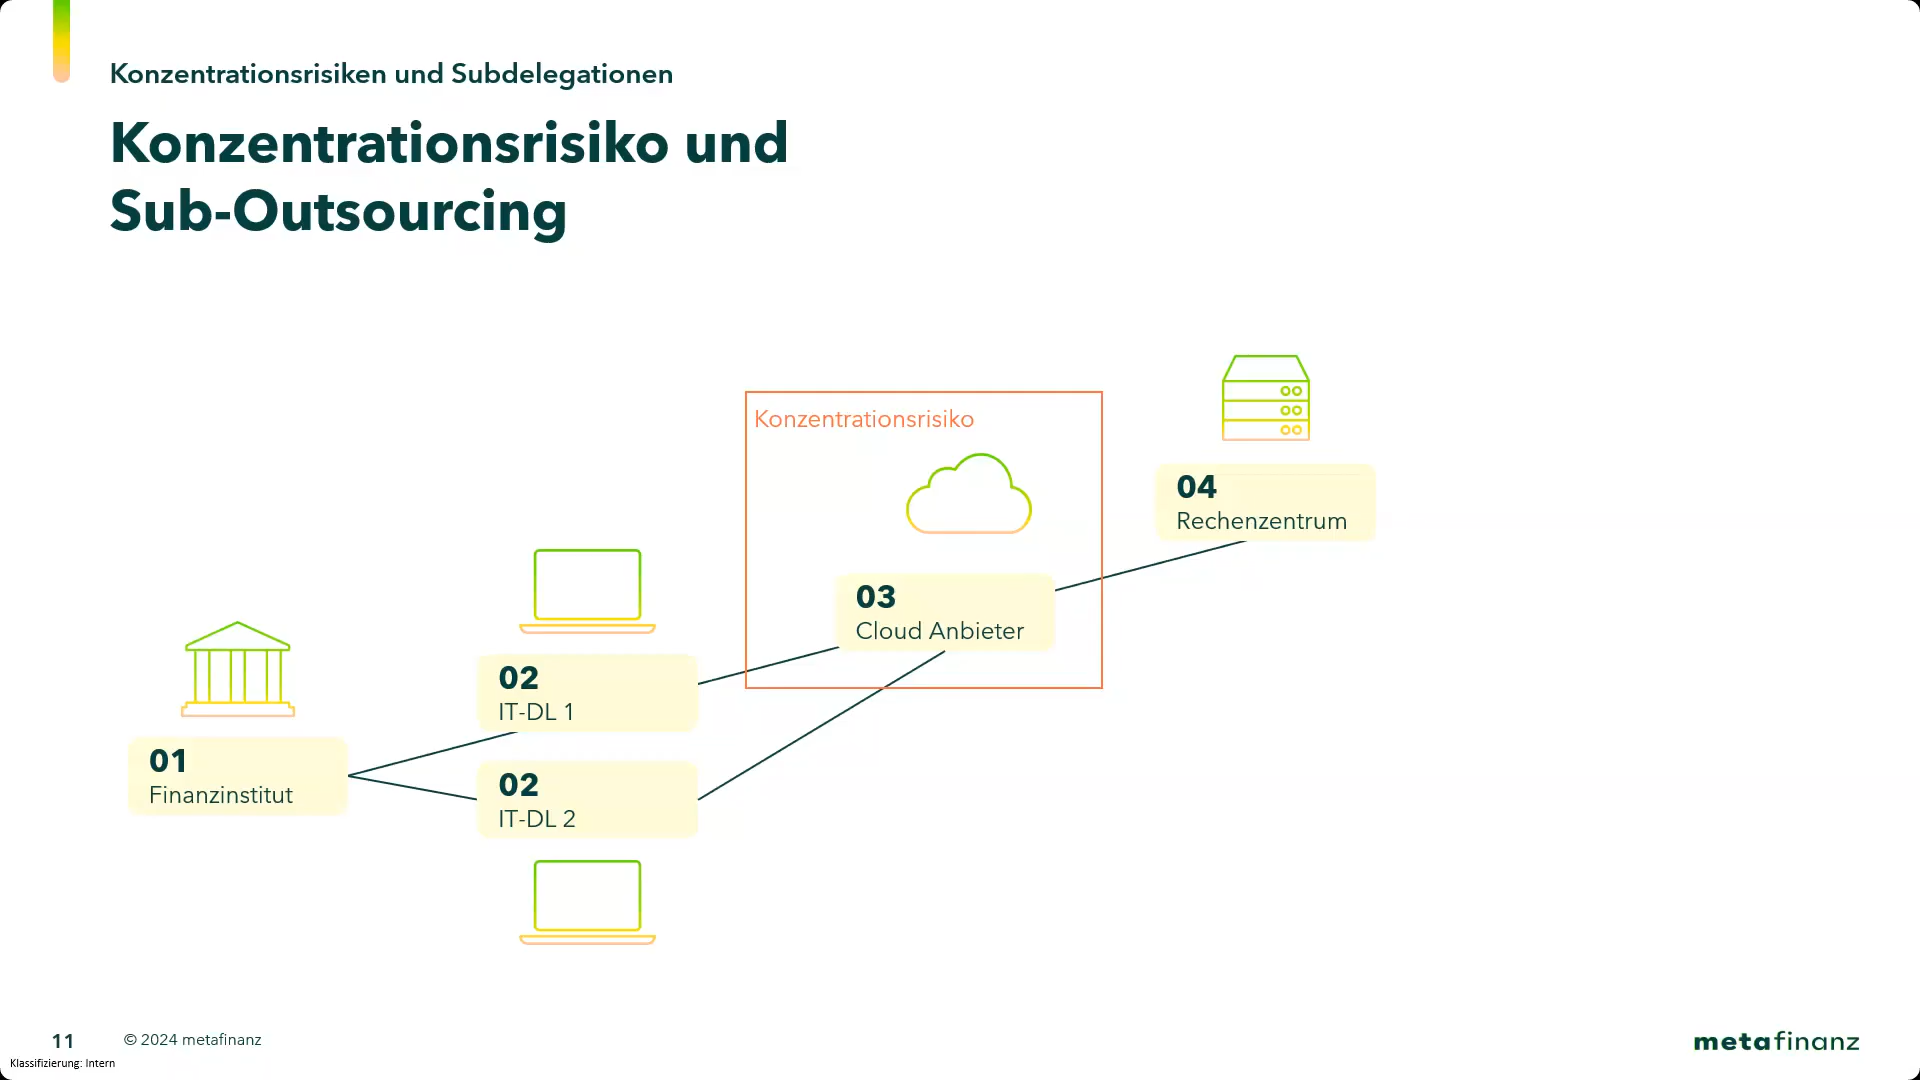 Konzentrationsrisiken und Subdelegationen
Konzentrationsrisiko und
Sub-Outsourcing
Konzentrationsrisiko
04
Rechenzentrum
03
Cloud Anbieter
02
IT-DL 1
01
Finanzinstitut
02
IT-DL 2
11
© 2024 metafinanz
metafinanz
Klassifizierung: Intern